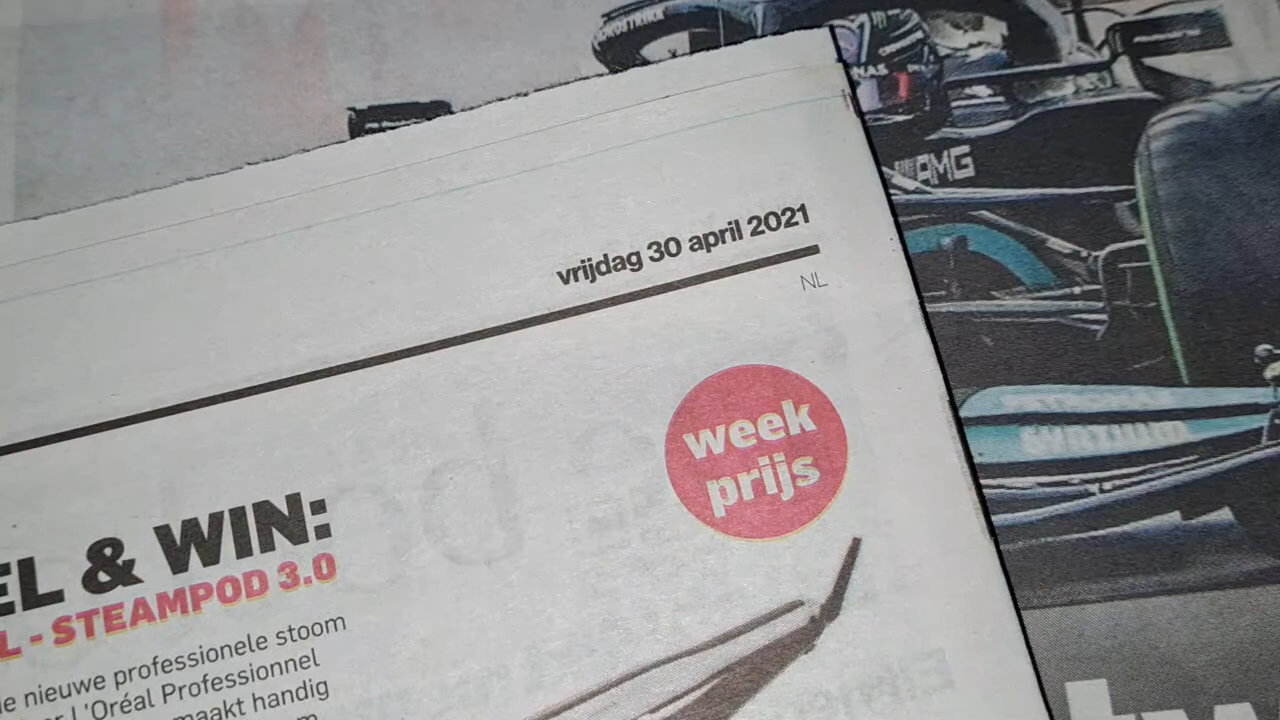 AMG
vrijdag 30 april 2021
NL
week
prijs
EL & WIN:
L - STEAMPOD 3.0
de nieuwe professionele stoom
L'Oréal Professionnel
maakt handig